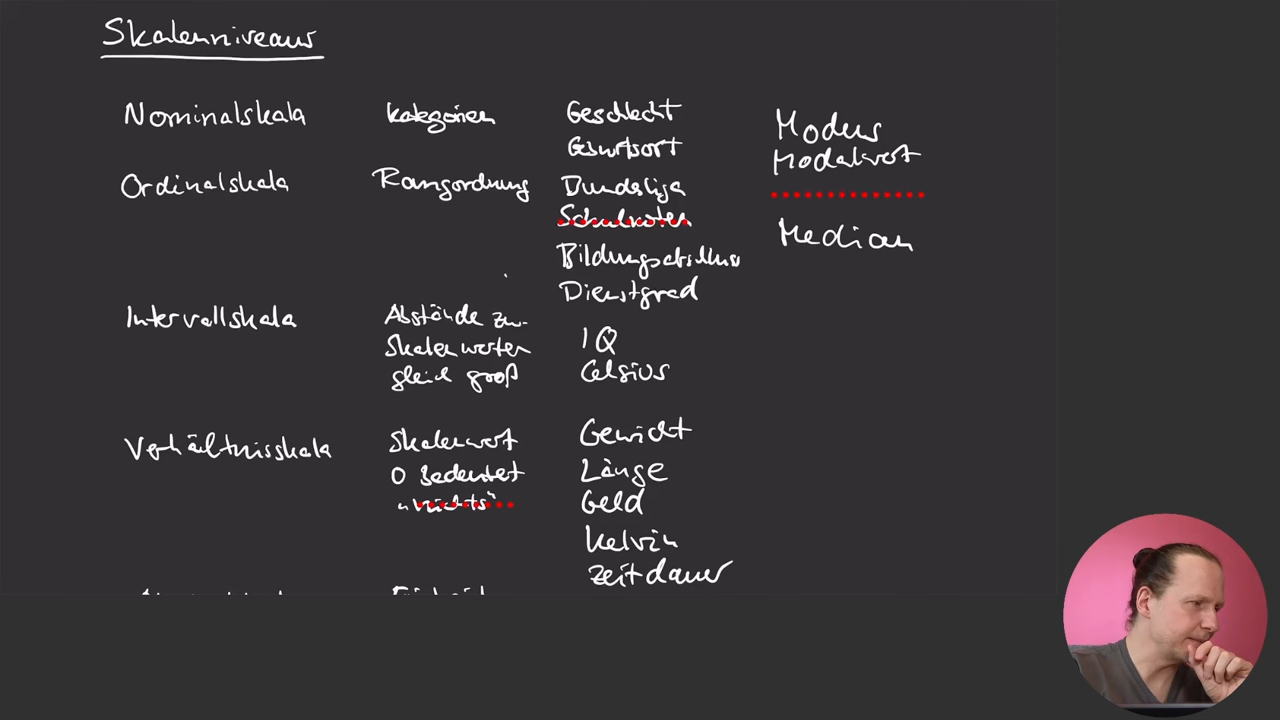 Skalenniveaus
Nominalskala Kategorien Geschlecht Modus
Geburtsort Modalwert
Ordinalskala Rangordnung Bundesliga
Schulnoten
Median
Bildungsabschluss
Dienstgrad
Intervallskala Abstände zw. IQ
Skalenwerten
gleich groß Celsius
Verhältnisskala Skalenwert Gewicht
0 bedeutet Länge
"nichts" Geld
Kelvin
Zeitdauer